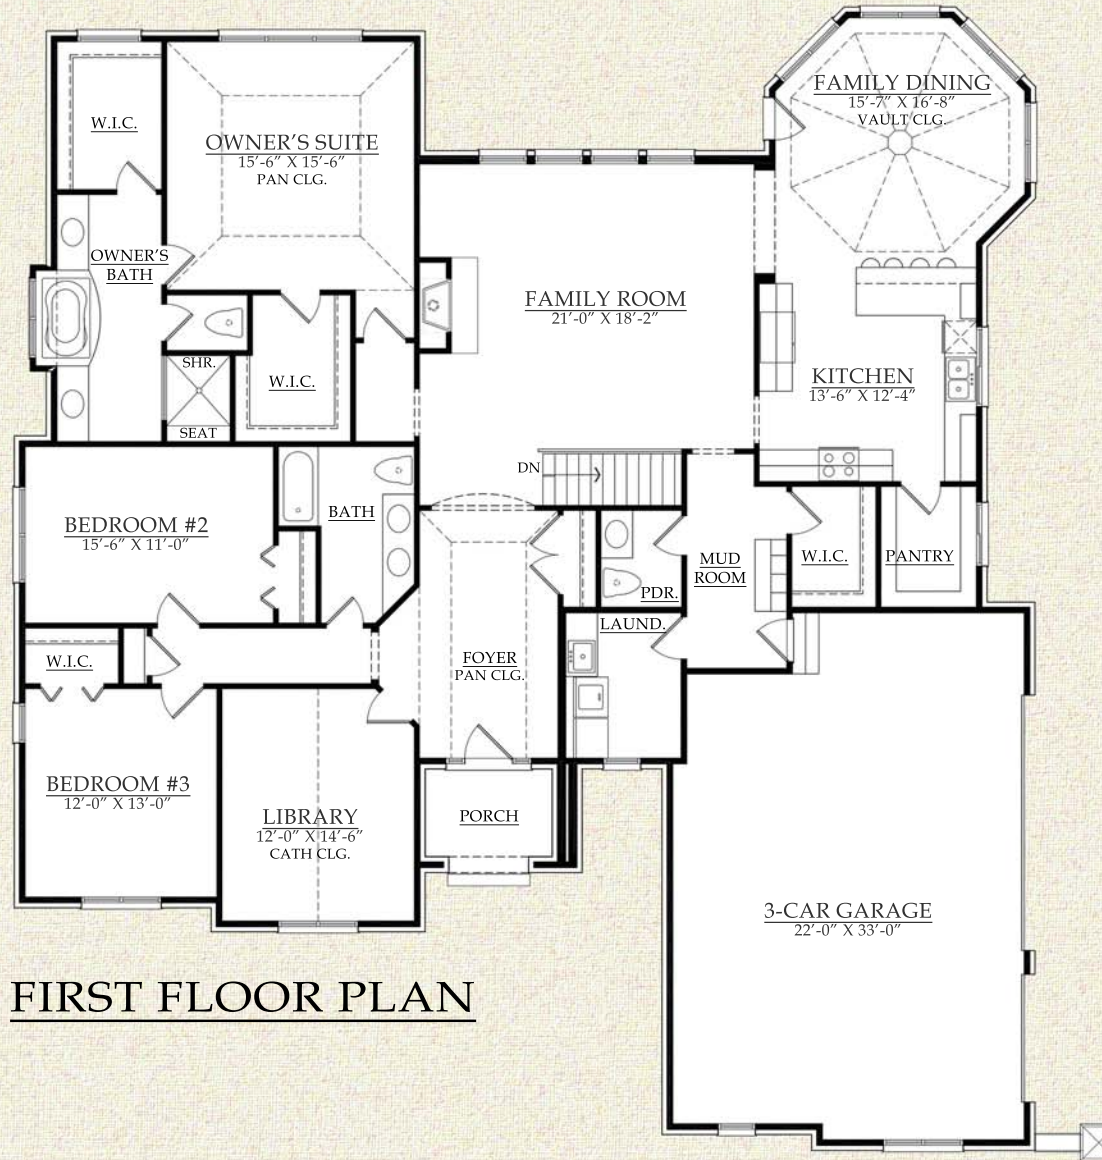 FAMILY DINING
15'-7" X 16'-8"
VAULT CLG.
W.I.C.
OWNER'S SUITE
15'-6" X 15'-6"
PAN CLG.
OWNER'S
BATH
FAMILY ROOM
21'-0" X 18'-2"
SHR.
SEAT
W.I.C.
KITCHEN
13'-6" X 12'-4"
DN
BEDROOM #2
15'-6" X 11'-0"
BATH
MUD
ROOM
W.I.C.
PANTRY
PDR.
LAUND.
W.I.C.
FOYER
PAN CLG.
BEDROOM #3
12'-0" X 13'-0"
LIBRARY
12'-0" X 14'-6"
CATH CLG.
PORCH
3-CAR GARAGE
22'-0" X 33'-0"
FIRST FLOOR PLAN